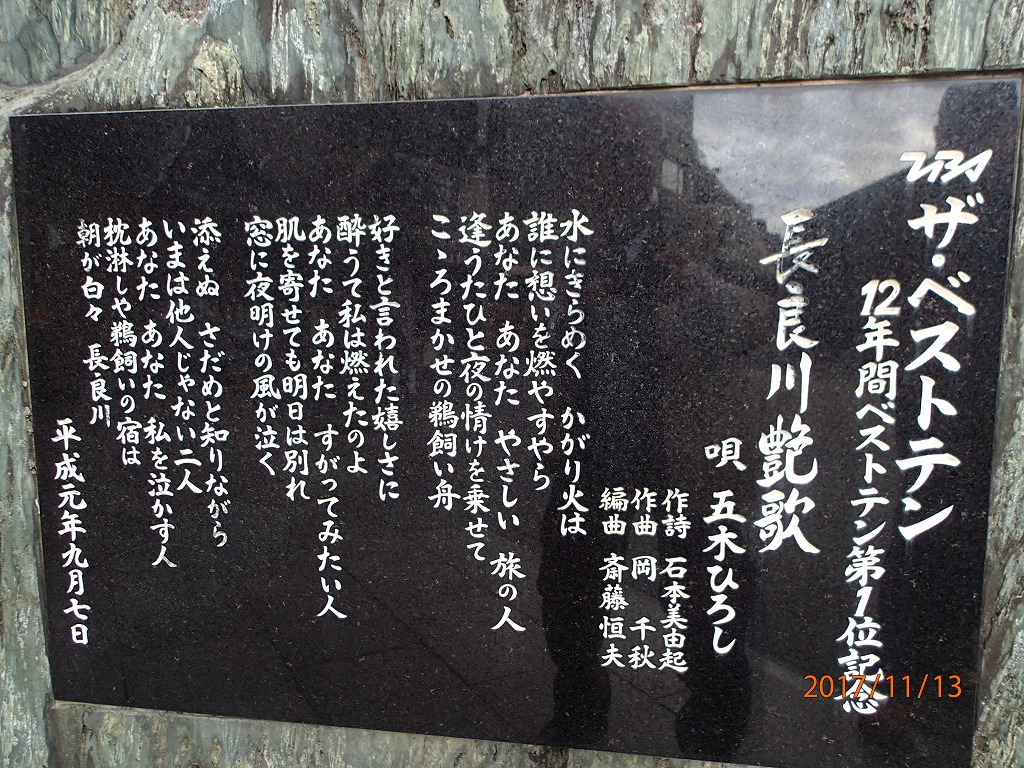 TBS
ザ・ベストテン
12年間ベストテン第1位記念
長良川艶歌
唄 五木ひろし
作詩 石本美由起
作曲 岡 千秋
編曲 斎藤恒夫
水にきらめく かがり火は
誰に想いを燃やすやら
あなた あなた やさしい 旅の人
逢うたひと夜の情けを乗せて
こゝろまかせの鵜飼い舟
好きと言われた嬉しさに
酔うて私は燃えたのよ
あなた あなた すがってみたい人
肌を寄せても明日は別れ
窓に夜明けの風が泣く
添えぬ さだめと知りながら
いまは他人じゃない二人
あなた あなた 私を泣かす人
枕淋しや鵜飼いの宿は
朝が白々 長良川
平成元年九月七日
2017/11/13